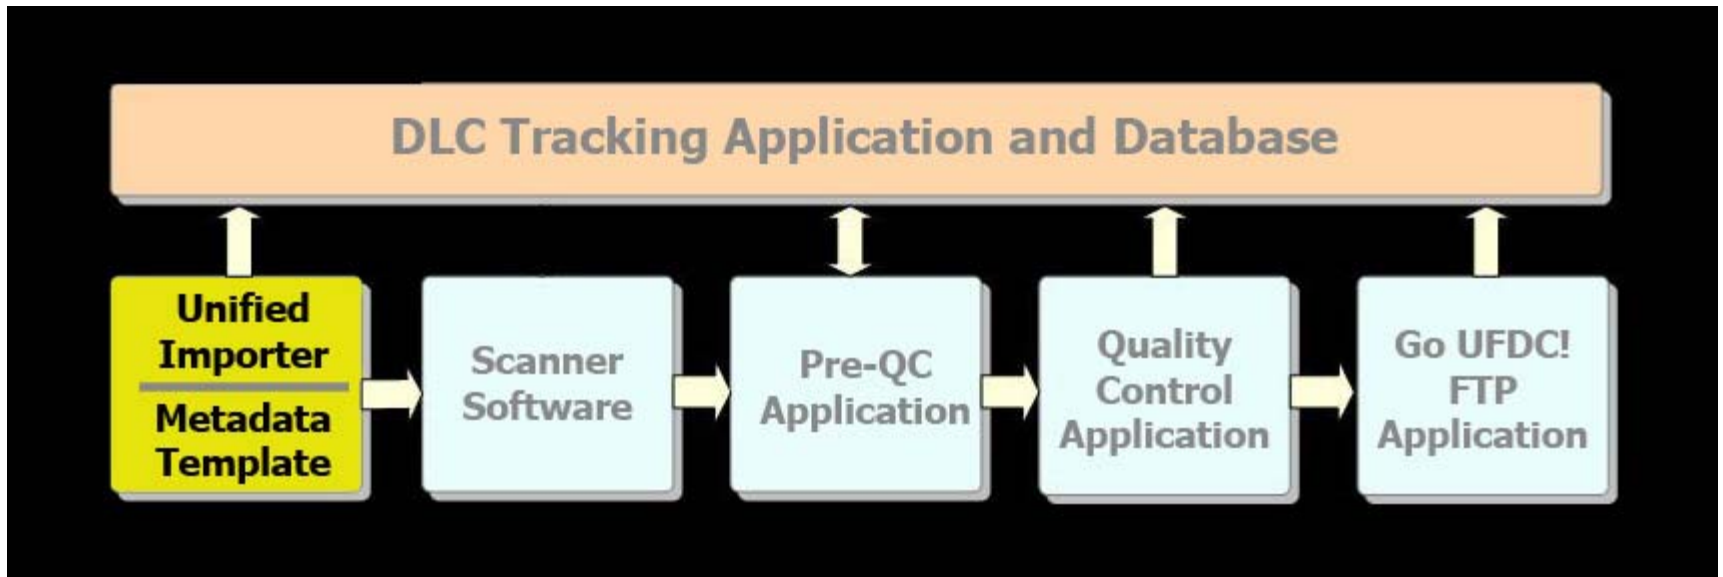 DLC Tracking Application and Database
Unified
Importer
Metadata
Template
Scanner
Software
Pre-QC
Application
Quality
Control
Application
Go UFDC!
FTP
Application